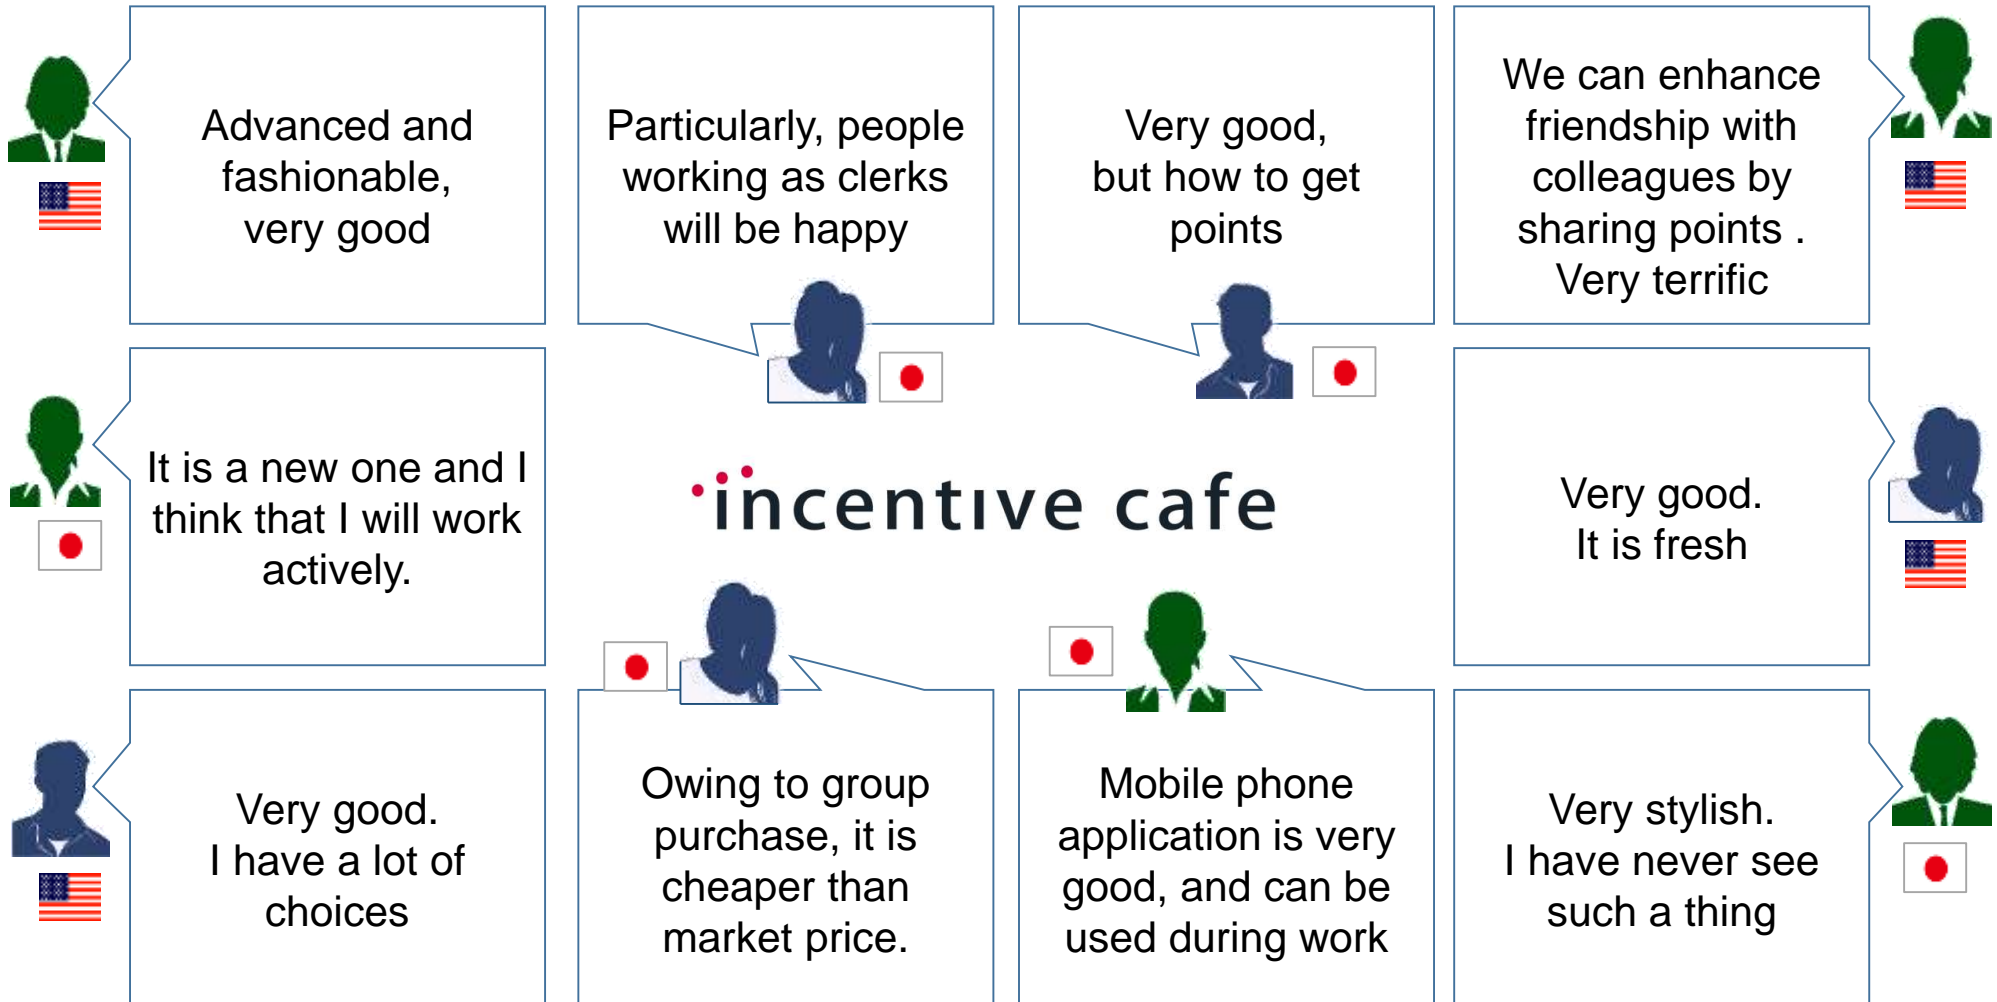 Advanced and
fashionable,
very good
Particularly, people
working as clerks
will be happy
Very good,
but how to get
points
We can enhance
friendship with
colleagues by
sharing points .
Very terrific
It is a new one and I
think that I will work
actively.
incentive cafe
Very good.
It is fresh
Very good.
I have a lot of
choices
Owing to group
purchase, it is
cheaper than
market price.
Mobile phone
application is very
good, and can be
used during work
Very stylish.
I have never see
such a thing